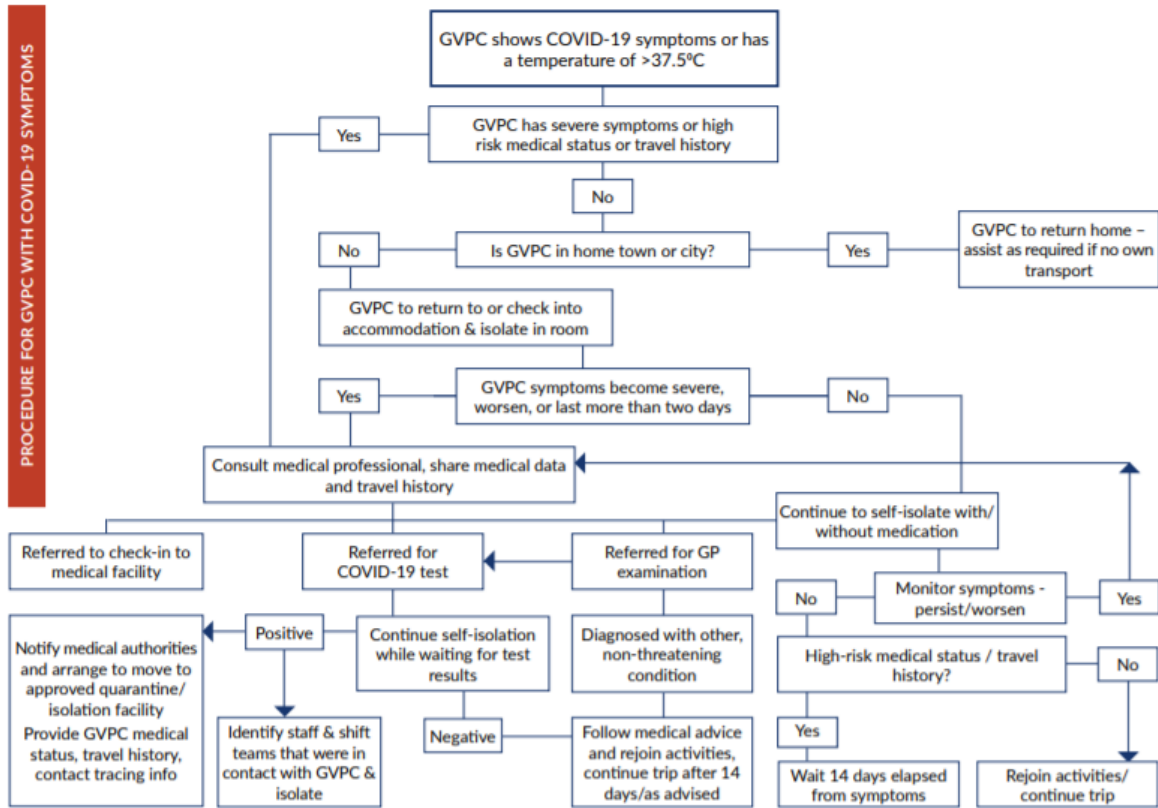 PROCEDURE FOR GVPC WITH COVID-19 SYMPTOMS
GVPC shows COVID-19 symptoms or has
a temperature of >37.5ºC
Yes
GVPC has severe symptoms or high
risk medical status or travel history
No
No
Is GVPC in home town or city?
Yes
GVPC to return home –
assist as required if no own
transport
GVPC to return to or check into
accommodation & isolate in room
Yes
GVPC symptoms become severe,
worsen, or last more than two days
No
Consult medical professional, share medical data
and travel history
Continue to self-isolate with/
without medication
Referred to check-in to
medical facility
Referred for
COVID-19 test
Referred for GP
examination
No
Monitor symptoms -
persist/worsen
Yes
Notify medical authorities
and arrange to move to
approved quarantine/
isolation facility
Provide GVPC medical
status, travel history,
contact tracing info
Positive
Continue self-isolation
while waiting for test
results
Diagnosed with other,
non-threatening
condition
High-risk medical status / travel
history?
No
Identify staff & shift
teams that were in
contact with GVPC &
isolate
Negative
Follow medical advice
and rejoin activities,
continue trip after 14
days/as advised
Yes
Wait 14 days elapsed
from symptoms
Rejoin activities/
continue trip